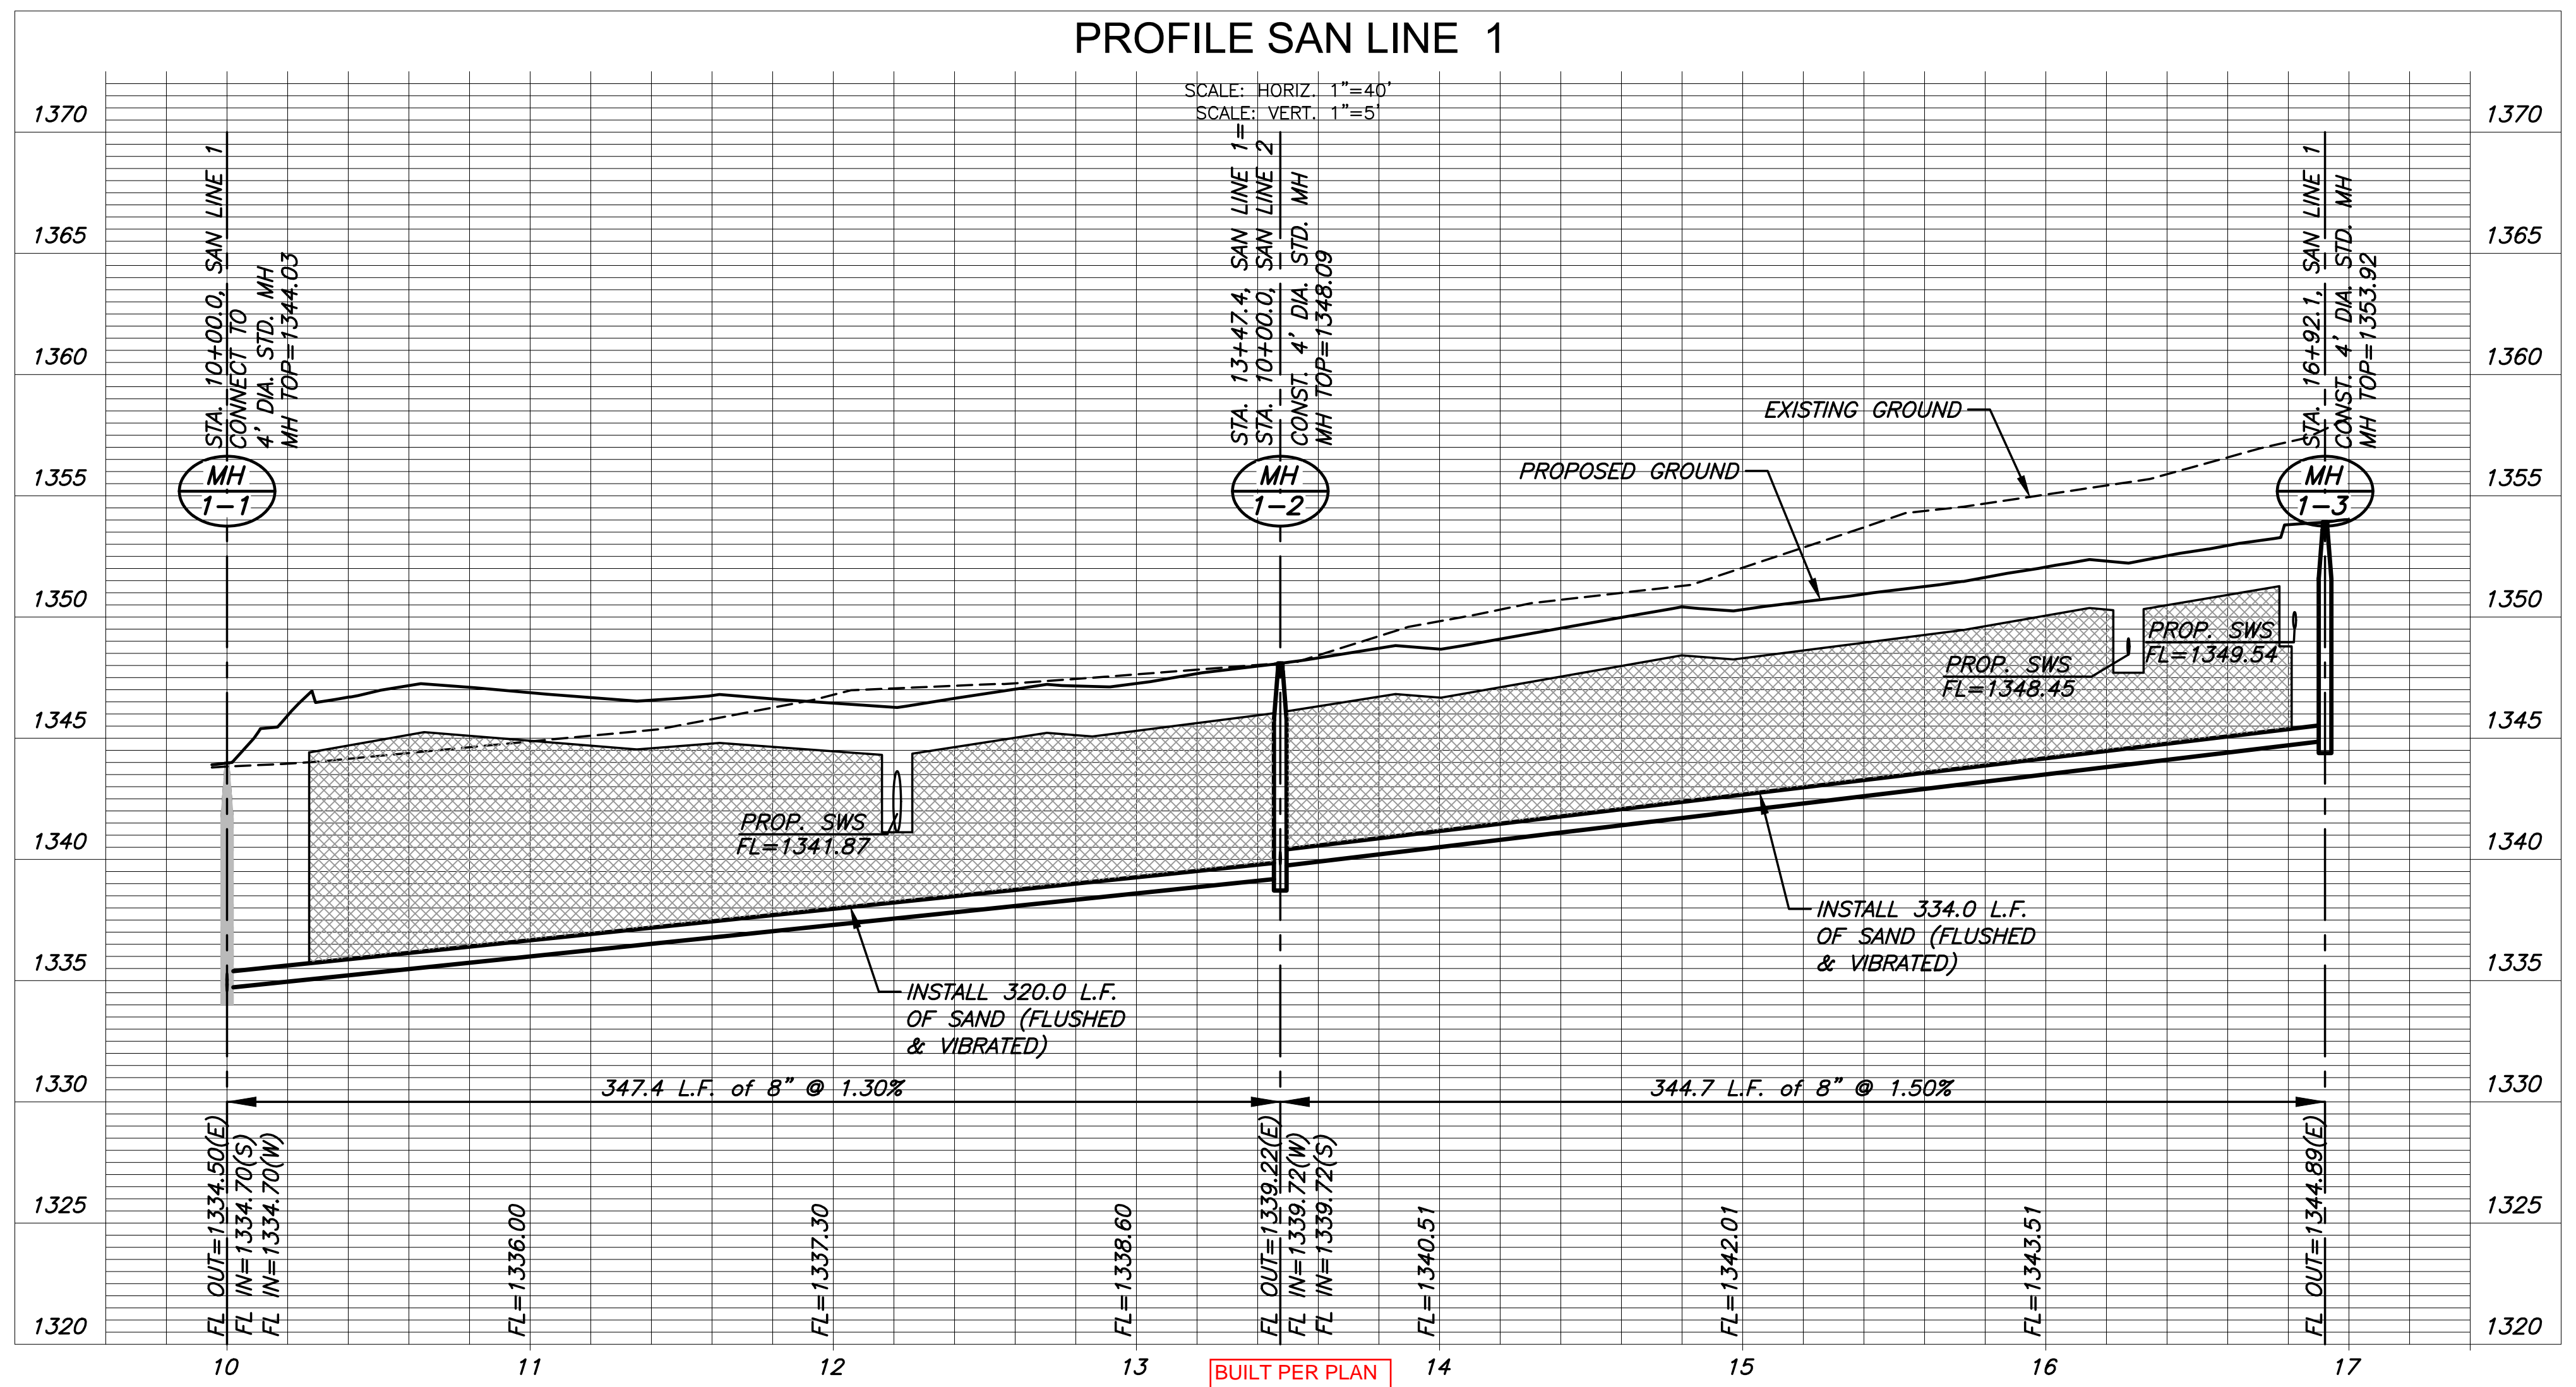 PROFILE SAN LINE 1
SCALE: HORIZ. 1"=40'
SCALE: VERT. 1"=5'
1370
1365
1360
1355
1350
1345
1340
1335
1330
1325
1320
1370
1365
1360
1355
1350
1345
1340
1335
1330
1325
1320
STA. 10+00.0, SAN LINE 1
CONNECT TO
4' DIA. STD. MH
MH TOP=1344.03
MH
1-1
STA. 13+47.4, SAN LINE 1=
STA. 10+00.0, SAN LINE 2
CONST. 4' DIA. STD. MH
MH TOP=1348.09
MH
1-2
STA. 16+92.1, SAN LINE 1
CONST. 4' DIA. STD. MH
MH TOP=1353.92
MH
1-3
EXISTING GROUND
PROPOSED GROUND
PROP. SWS
FL=1341.87
PROP. SWS
FL=1348.45
PROP. SWS
FL=1349.54
INSTALL 320.0 L.F.
OF SAND (FLUSHED
& VIBRATED)
INSTALL 334.0 L.F.
OF SAND (FLUSHED
& VIBRATED)
347.4 L.F. of 8" @ 1.30%
344.7 L.F. of 8" @ 1.50%
FL OUT=1334.50(E)
FL IN=1334.70(S)
FL IN=1334.70(W)
FL=1336.00
FL=1337.30
FL=1338.60
FL OUT=1339.22(E)
FL IN=1339.72(W)
FL IN=1339.72(S)
FL=1340.51
FL=1342.01
FL=1343.51
FL OUT=1344.89(E)
10
11
12
13
14
15
16
17
BUILT PER PLAN